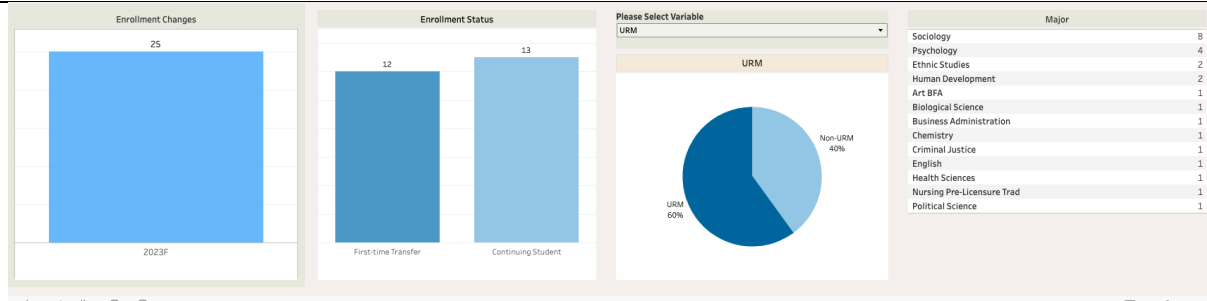 Enrollment Changes
25
2023F
Enrollment Status
12
13
First-time Transfer
Continuing Student
Please Select Variable
URM
URM
Non-URM
40%
URM
60%
Major
Sociology 8
Psychology 4
Ethnic Studies 2
Human Development 2
Art BFA 1
Biological Science 1
Business Administration 1
Chemistry 1
Criminal Justice 1
English 1
Health Sciences 1
Nursing Pre-Licensure Trad 1
Political Science 1